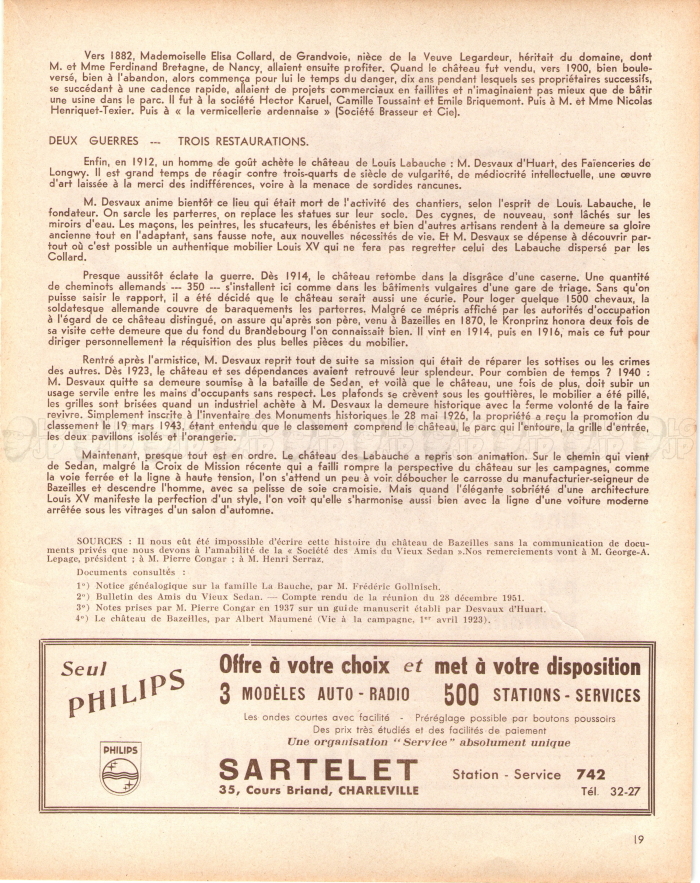 Vers 1882, Mademoiselle Elisa Collard, de Grandvoie, nièce de la Veuve Legardeur, héritait du domaine, dont
M. et Mme Ferdinand Bretagne, de Nancy, allaient ensuite profiter. Quand le château fut vendu, vers 1900, bien boule-
versé, bien à l'abandon, alors commença pour lui le temps du danger, dix ans pendant lesquels ses propriétaires successifs,
se succédant à une cadence rapide, allaient de projets commerciaux en faillites et n'imaginaient pas mieux que de bâtir
une usine dans le parc. Il fut à la société Hector Karuel, Camille Toussaint et Emile Briquemont. Puis à M. et Mme Nicolas
Henriquet-Texier. Puis à « la vermicellerie ardennaise » (Société Brasseur et Cie).
DEUX GUERRES --- TROIS RESTAURATIONS.
Enfin, en 1912, un homme de goût achète le château de Louis Labauche : M. Desvaux d'Huart, des Faïenceries de
Longwy. Il est grand temps de réagir contre trois-quarts de siècle de vulgarité, de médiocrité intellectuelle, une œuvre
d'art laissée à la merci des indifférences, voire à la menace de sordides rancunes.
M. Desvaux anime bientôt ce lieu qui était mort de l'activité des chantiers, selon l'esprit de Louis Labauche, le
fondateur. On sarcle les parterres, on replace les statues sur leur socle. Des cygnes, de nouveau, sont lâchés sur les
miroirs d'eau. Les maçons, les peintres, les stucateurs, les ébénistes et bien d'autres artisans rendent à la demeure sa gloire
ancienne tout en l'adaptant, sans fausse note, aux nouvelles nécessités de vie. Et M. Desvaux se dépense à découvrir par-
tout où c'est possible un authentique mobilier Louis XV qui ne fera pas regretter celui des Labauche dispersé par les
Collard.
Presque aussitôt éclate la guerre. Dès 1914, le château retombe dans la disgrâce d'une caserne. Une quantité
de cheminots allemands --- 350 --- s'installent ici comme dans les bâtiments vulgaires d'une gare de triage. Sans qu'on
puisse saisir le rapport, il a été décidé que le château serait aussi une écurie. Pour loger quelque 1500 chevaux, la
soldatesque allemande couvre de baraquements les parterres. Malgré ce mépris affiché par les autorités d'occupation
à l'égard de ce château distingué, on assure qu'après son père, venu à Bazeilles en 1870, le Kronprinz honora deux fois de
sa visite cette demeure que du fond du Brandebourg l'on connaissait bien. Il vint en 1914, puis en 1916, mais ce fut pour
diriger personnellement la réquisition des plus belles pièces du mobilier.
Rentré après l'armistice, M. Desvaux reprit tout de suite sa mission qui était de réparer les sottises ou les crimes
des autres. Dès 1923, le château et ses dépendances avaient retrouvé leur splendeur. Pour combien de temps ? 1940 :
M. Desvaux quitte sa demeure soumise à la bataille de Sedan, et voilà que le château, une fois de plus, doit subir un
usage servile entre les mains d'occupants sans respect. Les plafonds se crèvent sous les gouttières, le mobilier a été pillé,
les grilles sont brisées quand un industriel achète à M. Desvaux la demeure historique avec la ferme volonté de la faire
revivre. Simplement inscrite à l'inventaire des Monuments historiques le 28 mai 1926, la propriété a reçu la promotion du
classement le 19 mars 1943, étant entendu que le classement comprend le château, le parc qui l'entoure, la grille d'entrée,
les deux pavillons isolés et l'orangerie.
Maintenant, presque tout est en ordre. Le château des Labauche a repris son animation. Sur le chemin qui vient
de Sedan, malgré la Croix de Mission récente qui a failli rompre la perspective du château sur les campagnes, comme
la voie ferrée et la ligne à haute tension, l'on s'attend un peu à voir déboucher le carrosse du manufacturier-seigneur de
Bazeilles et descendre l'homme, avec sa pelisse de soie cramoisie. Mais quand l'élégante sobriété d'une architecture
Louis XV manifeste la perfection d'un style, l'on voit qu'elle s'harmonise aussi bien avec la ligne d'une voiture moderne
arrêtée sous les vitrages d'un salon d'automne.
SOURCES : Il nous eût été impossible d'écrire cette histoire du château de Bazeilles sans la communication de docu-
ments privés que nous devons à l'amabilité de la « Société des Amis du Vieux Sedan ».Nos remerciements vont à M. George-A.
Lepage, président ; à M. Pierre Congar ; à M. Henri Serraz.
Documents consultés :
1°) Notice généalogique sur la famille La Bauche, par M. Frédéric Gollnisch.
2°) Bulletin des Amis du Vieux Sedan. — Compte rendu de la réunion du 28 décembre 1951.
3°) Notes prises par M. Pierre Congar en 1937 sur un guide manuscrit établi par Desvaux d'Huart.
4°) Le château de Bazeilles, par Albert Maumené (Vie à la campagne, 1er avril 1923).
Seul
PHILIPS
Offre à votre choix et met à votre disposition
3 MODÈLES AUTO - RADIO 500 STATIONS - SERVICES
Les ondes courtes avec facilité - Préréglage possible par boutons poussoirs
Des prix très étudiés et des facilités de paiement
Une organisation "Service" absolument unique
PHILIPS
SARTELET Station - Service 742
35, Cours Briand, CHARLEVILLE Tél. 32-27
19